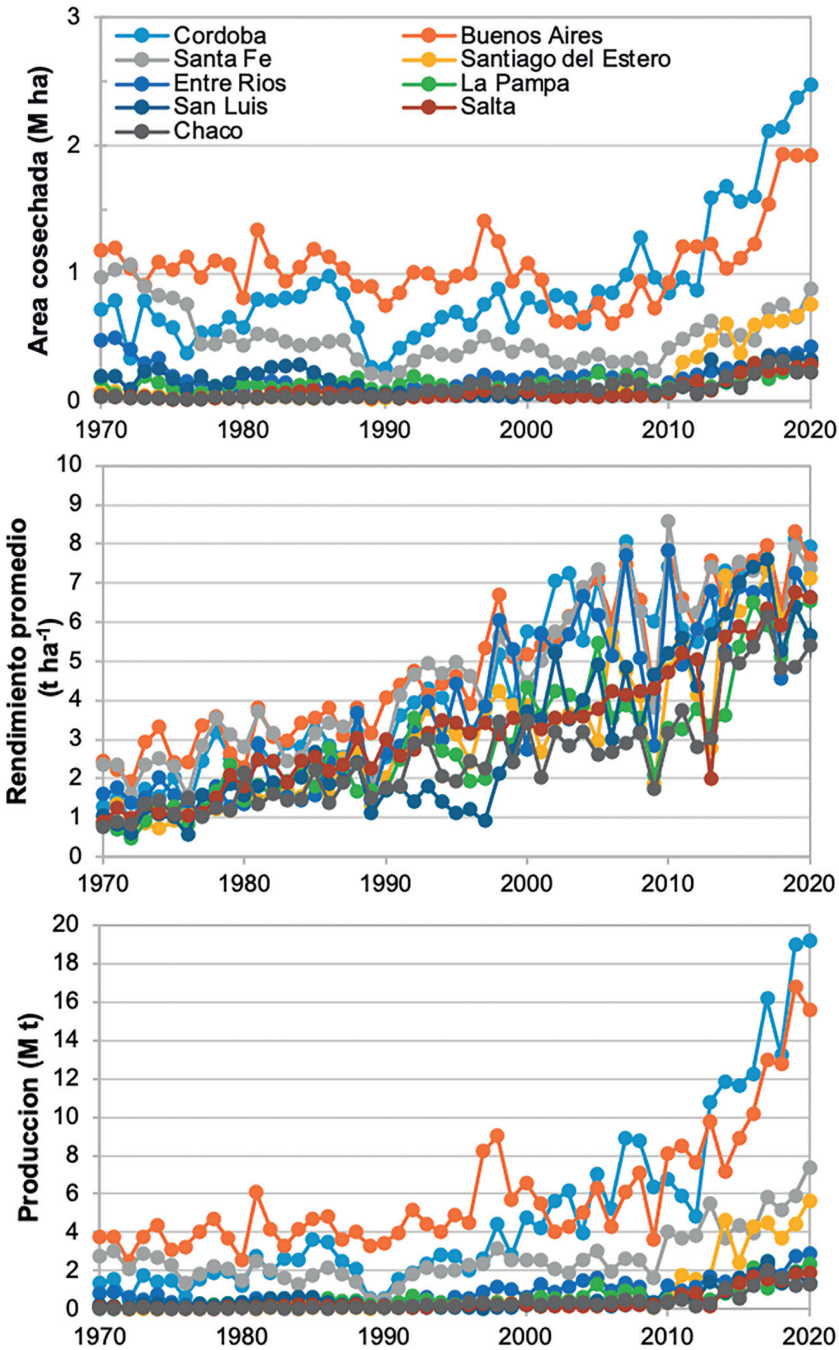 3
Cordoba
Buenos Aires
Santa Fe
Santiago del Estero
Entre Rios
La Pampa
San Luis
Salta
Chaco
2
1
0
Area cosechada (M ha)
1970 1980 1990 2000 2010 2020
10
9
8
7
6
5
4
3
2
1
0
Rendimiento promedio
(t ha-1)
1970 1980 1990 2000 2010 2020
20
18
16
14
12
10
8
6
4
2
0
Produccion (M t)
1970 1980 1990 2000 2010 2020